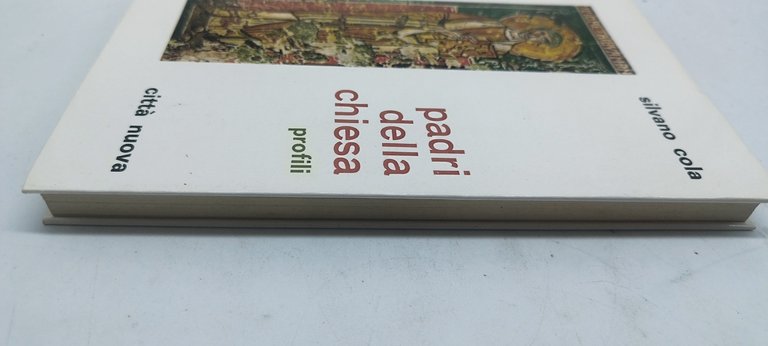 silvano cola
padri
della
chiesa
profili
città nuova